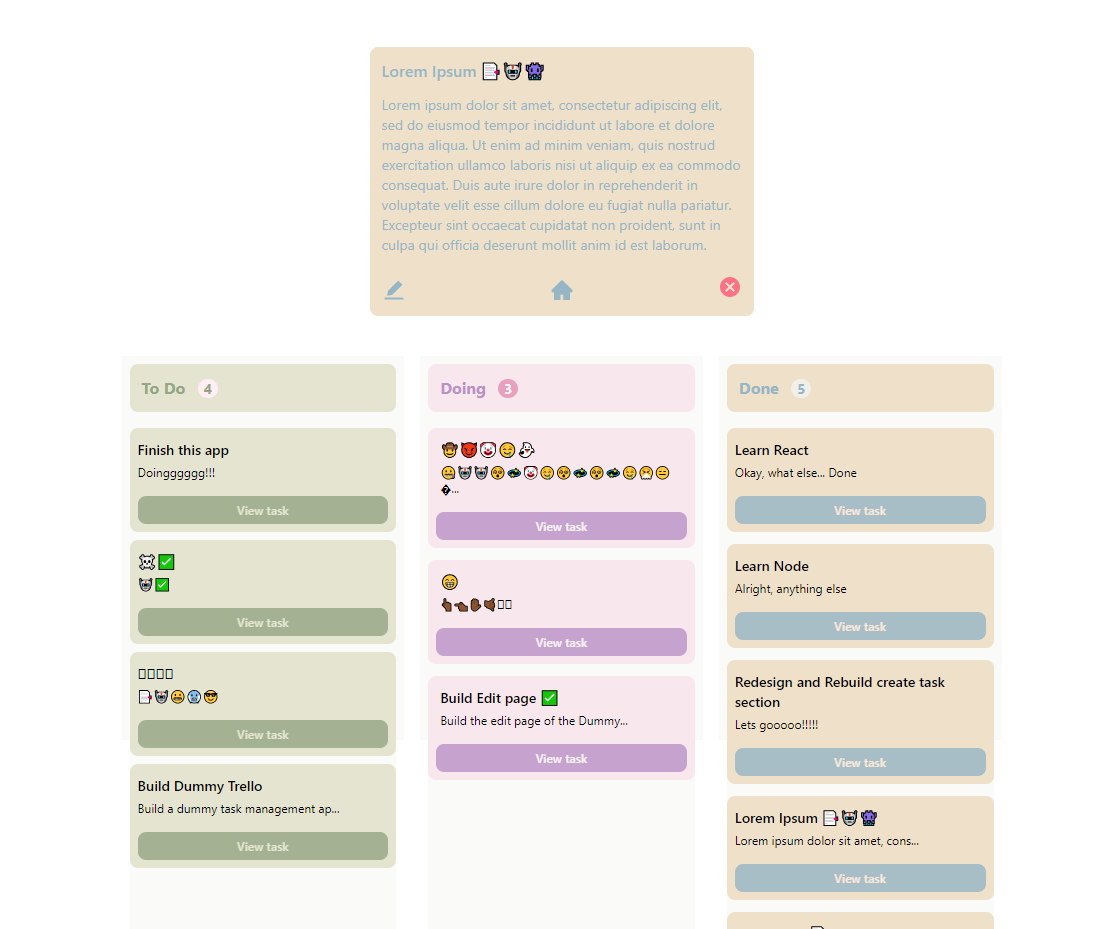 Lorem Ipsum 📑🤖👾
Lorem ipsum dolor sit amet, consectetur adipiscing elit,
sed do eiusmod tempor incididunt ut labore et dolore
magna aliqua. Ut enim ad minim veniam, quis nostrud
exercitation ullamco laboris nisi ut aliquip ex ea commodo
consequat. Duis aute irure dolor in reprehenderit in
voluptate velit esse cillum dolore eu fugiat nulla pariatur.
Excepteur sint occaecat cupidatat non proident, sunt in
culpa qui officia deserunt mollit anim id est laborum.
To Do 4
Finish this app
Doingggggg!!!
View task
☠✅
🤖✅
View task
View task
Build Dummy Trello
Build a dummy task management ap...
View task
Doing 3
🤠😈🤡😊👻
�...
View task
😁
View task
Build Edit page ✅
Build the edit page of the Dummy...
View task
Done 5
Learn React
Okay, what else... Done
View task
Learn Node
Alright, anything else
View task
Redesign and Rebuild create task
section
Lets gooooo!!!!!
View task
Lorem Ipsum 📑🤖👾
Lorem ipsum dolor sit amet, cons...
View task